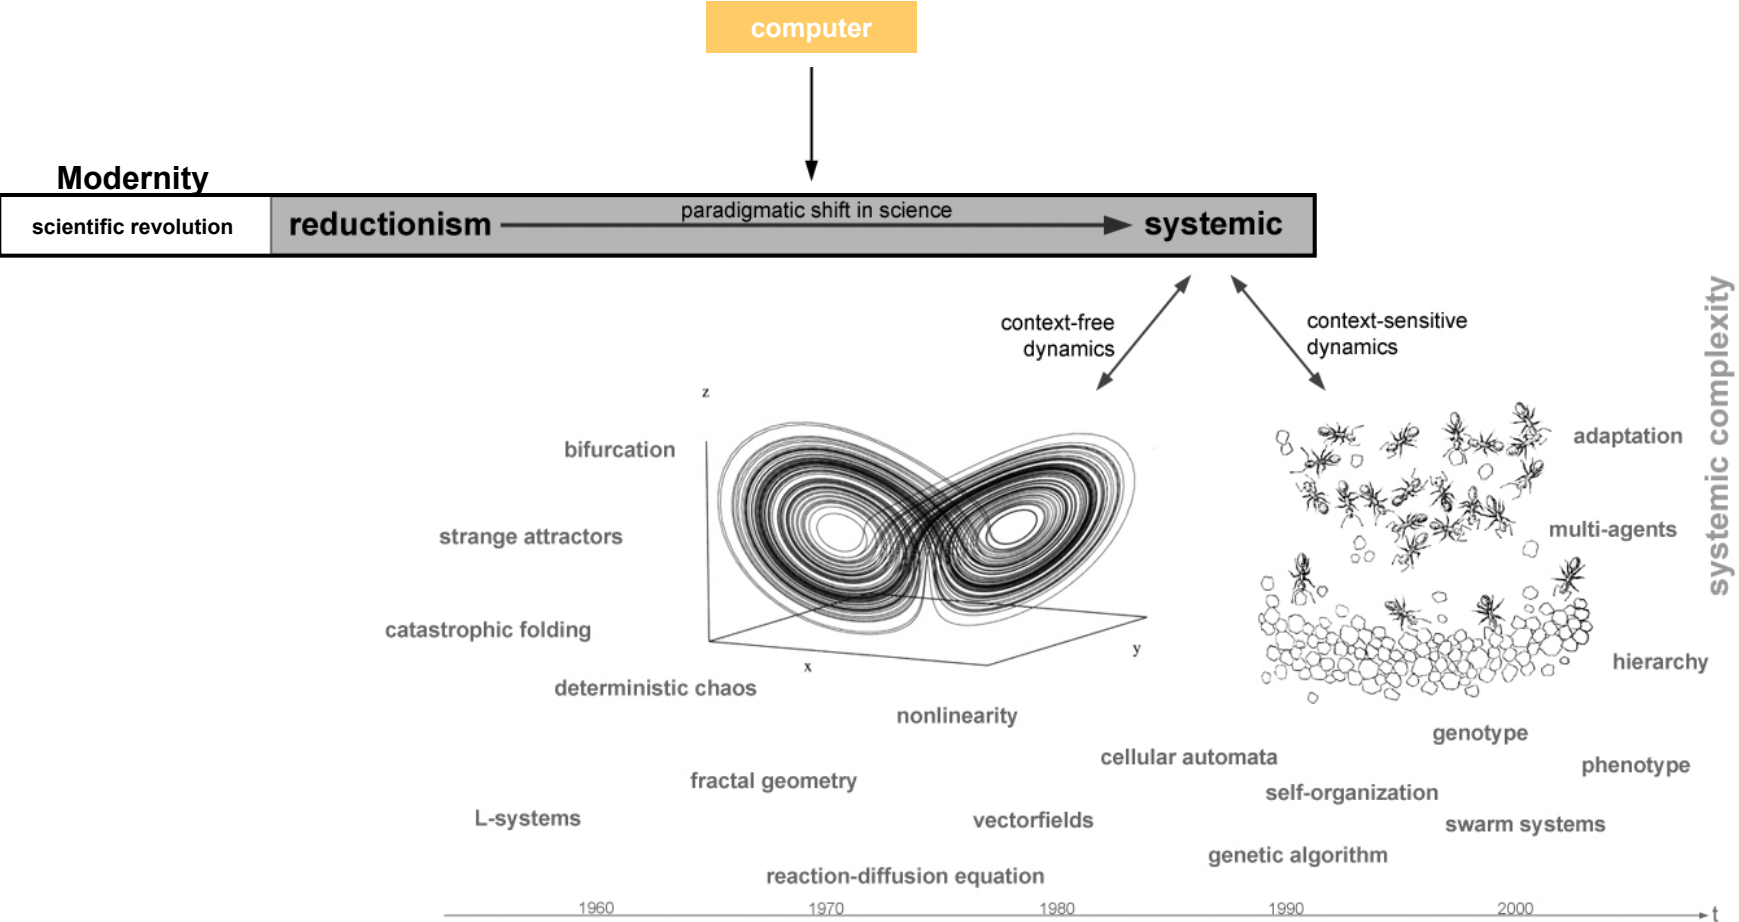 computer
Modernity
scientific revolution
reductionism
paradigmatic shift in science
systemic
context-free
dynamics
context-sensitive
dynamics
systemic complexity
z
bifurcation
adaptation
strange attractors
multi-agents
catastrophic folding
x
y
hierarchy
deterministic chaos
nonlinearity
genotype
cellular automata
phenotype
fractal geometry
self-organization
L-systems
vectorfields
swarm systems
genetic algorithm
reaction-diffusion equation
1960
1970
1980
1990
2000
t